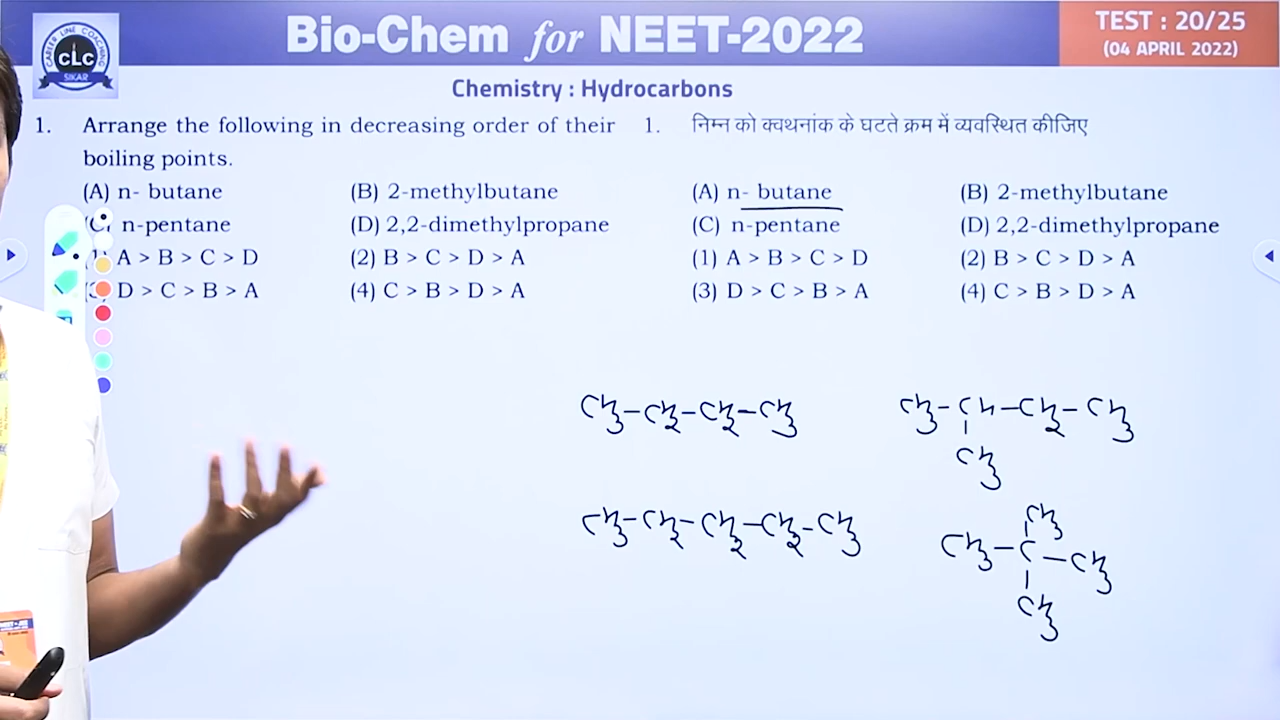 Bio-Chem for NEET-2022
TEST : 20/25
(04 APRIL 2022)
CAREER LINE COACHING
CLC
SIKAR
Chemistry : Hydrocarbons
1. Arrange the following in decreasing order of their
boiling points.
(A) n- butane (B) 2-methylbutane
(C) n-pentane (D) 2,2-dimethylpropane
(1) A > B > C > D (2) B > C > D > A
(3) D > C > B > A (4) C > B > D > A
1. निम्न को क्वथनांक के घटते क्रम में व्यवस्थित कीजिए
(A) n- butane (B) 2-methylbutane
(C) n-pentane (D) 2,2-dimethylpropane
(1) A > B > C > D (2) B > C > D > A
(3) D > C > B > A (4) C > B > D > A
CH3-CH2-CH2-CH3
CH3-CH-CH2-CH3
CH3
CH3-CH2-CH2-CH2-CH3
CH3
CH3-C-CH3
CH3